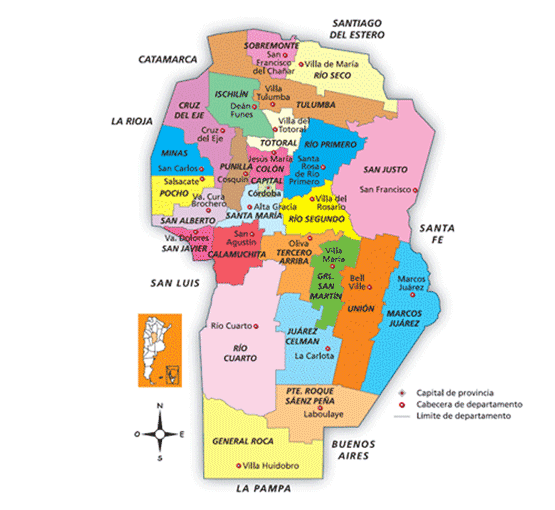 SANTIAGO
DEL ESTERO
CATAMARCA
LA RIOJA
SAN LUIS
SANTA
FE
BUENOS
AIRES
LA PAMPA
SOBREMONTE
San
Francisco
del Chañar
Villa de María
RÍO SECO
ISCHILÍN
Deán
Funes
Villa
Tulumba
TULUMBA
CRUZ
DEL EJE
Cruz
del Eje
Villa del
Totoral
TOTORAL
RÍO PRIMERO
Santa
Rosa de
Río
Primero
MINAS
San Carlos
PUNILLA
Cosquín
Jesús María
COLÓN
CAPITAL
Córdoba
SAN JUSTO
San Francisco
Salsacate
POCHO
Va. Cura
Brochero
SAN ALBERTO
Alta Gracia
SANTA MARÍA
Villa del
Rosario
RÍO SEGUNDO
Va. Dolores
SAN JAVIER
San
Agustín
CALAMUCHITA
Oliva
TERCERO
ARRIBA
Villa
María
GRL.
SAN
MARTÍN
Bell
Ville
UNIÓN
Marcos
Juárez
MARCOS
JUÁREZ
Río Cuarto
RÍO
CUARTO
JUÁREZ
CELMAN
La Carlota
PTE. ROQUE
SÁENZ PEÑA
Laboulaye
GENERAL ROCA
Villa Huidobro
N
O
E
S
Capital de provincia
Cabecera de departamento
Límite de departamento